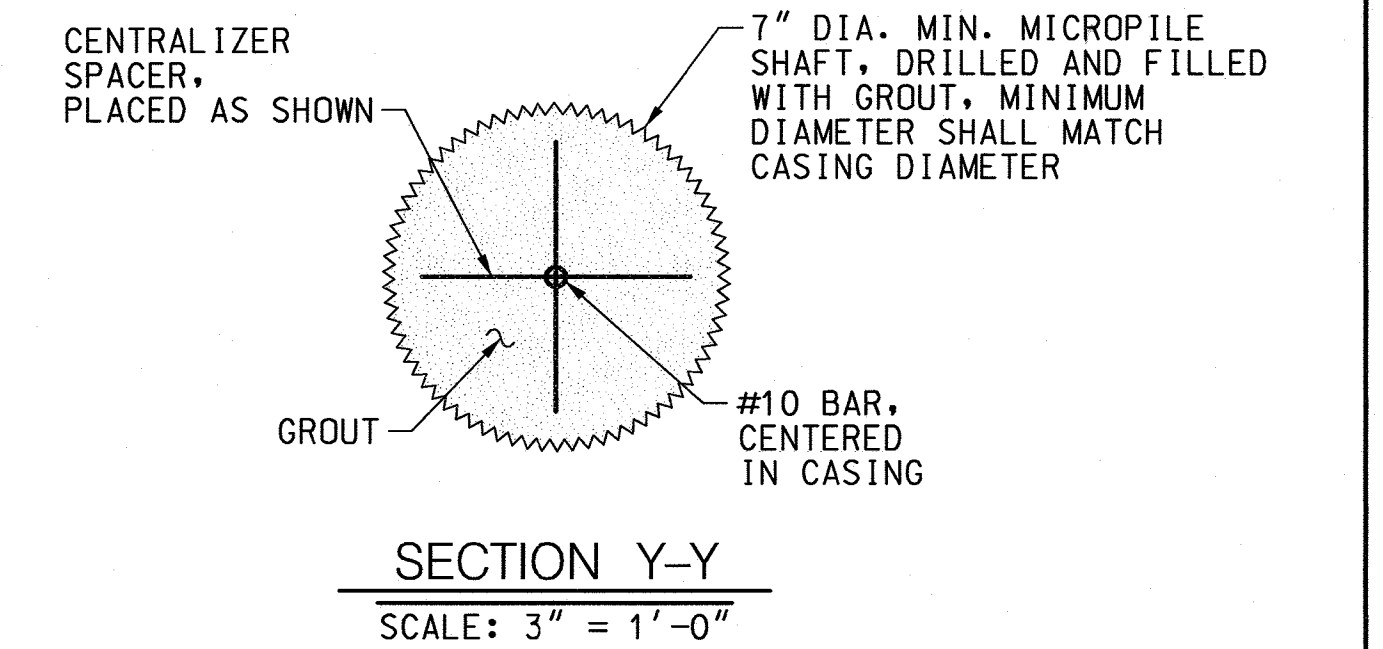 CENTRALIZER
SPACER,
PLACED AS SHOWN
7" DIA. MIN. MICROPILE
SHAFT, DRILLED AND FILLED
WITH GROUT, MINIMUM
DIAMETER SHALL MATCH
CASING DIAMETER
GROUT
#10 BAR,
CENTERED
IN CASING
SECTION Y-Y
SCALE: 3" = 1'-0"